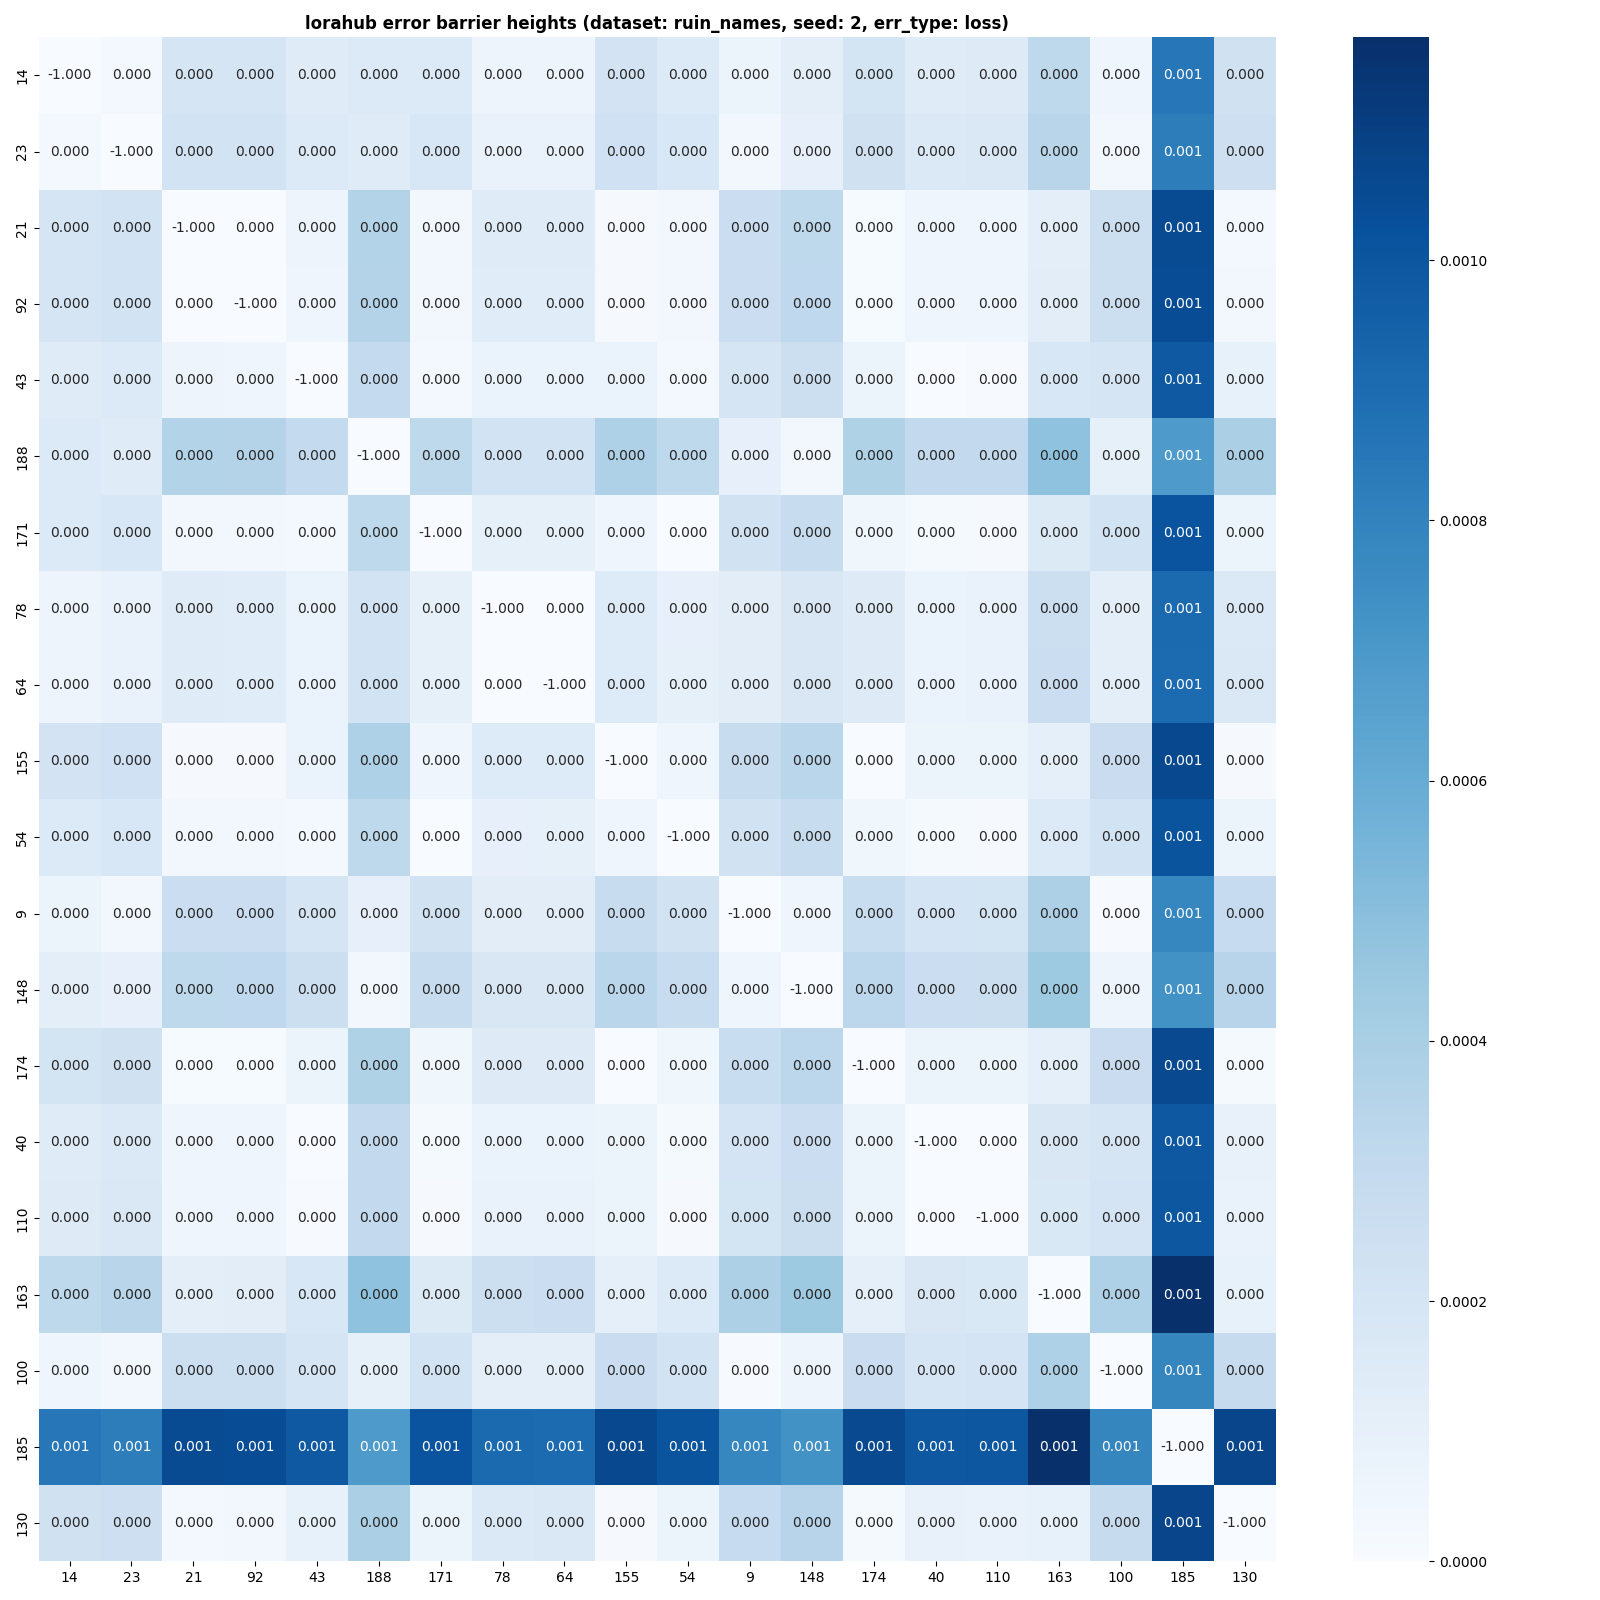 lorahub error barrier heights (dataset: ruin_names, seed: 2, err_type: loss)
14 -1.000 0.000 0.000 0.000 0.000 0.000 0.000 0.000 0.000 0.000 0.000 0.000 0.000 0.000 0.000 0.000 0.000 0.000 0.001 0.000
23 0.000 -1.000 0.000 0.000 0.000 0.000 0.000 0.000 0.000 0.000 0.000 0.000 0.000 0.000 0.000 0.000 0.000 0.000 0.001 0.000
21 0.000 0.000 -1.000 0.000 0.000 0.000 0.000 0.000 0.000 0.000 0.000 0.000 0.000 0.000 0.000 0.000 0.000 0.000 0.001 0.000
92 0.000 0.000 0.000 -1.000 0.000 0.000 0.000 0.000 0.000 0.000 0.000 0.000 0.000 0.000 0.000 0.000 0.000 0.000 0.001 0.000
43 0.000 0.000 0.000 0.000 -1.000 0.000 0.000 0.000 0.000 0.000 0.000 0.000 0.000 0.000 0.000 0.000 0.000 0.000 0.001 0.000
188 0.000 0.000 0.000 0.000 0.000 -1.000 0.000 0.000 0.000 0.000 0.000 0.000 0.000 0.000 0.000 0.000 0.000 0.000 0.001 0.000
171 0.000 0.000 0.000 0.000 0.000 0.000 -1.000 0.000 0.000 0.000 0.000 0.000 0.000 0.000 0.000 0.000 0.000 0.000 0.001 0.000
78 0.000 0.000 0.000 0.000 0.000 0.000 0.000 -1.000 0.000 0.000 0.000 0.000 0.000 0.000 0.000 0.000 0.000 0.000 0.001 0.000
64 0.000 0.000 0.000 0.000 0.000 0.000 0.000 0.000 -1.000 0.000 0.000 0.000 0.000 0.000 0.000 0.000 0.000 0.000 0.001 0.000
155 0.000 0.000 0.000 0.000 0.000 0.000 0.000 0.000 0.000 -1.000 0.000 0.000 0.000 0.000 0.000 0.000 0.000 0.000 0.001 0.000
54 0.000 0.000 0.000 0.000 0.000 0.000 0.000 0.000 0.000 0.000 -1.000 0.000 0.000 0.000 0.000 0.000 0.000 0.000 0.001 0.000
9 0.000 0.000 0.000 0.000 0.000 0.000 0.000 0.000 0.000 0.000 0.000 -1.000 0.000 0.000 0.000 0.000 0.000 0.000 0.001 0.000
148 0.000 0.000 0.000 0.000 0.000 0.000 0.000 0.000 0.000 0.000 0.000 0.000 -1.000 0.000 0.000 0.000 0.000 0.000 0.001 0.000
174 0.000 0.000 0.000 0.000 0.000 0.000 0.000 0.000 0.000 0.000 0.000 0.000 0.000 -1.000 0.000 0.000 0.000 0.000 0.001 0.000
40 0.000 0.000 0.000 0.000 0.000 0.000 0.000 0.000 0.000 0.000 0.000 0.000 0.000 0.000 -1.000 0.000 0.000 0.000 0.001 0.000
110 0.000 0.000 0.000 0.000 0.000 0.000 0.000 0.000 0.000 0.000 0.000 0.000 0.000 0.000 0.000 -1.000 0.000 0.000 0.001 0.000
163 0.000 0.000 0.000 0.000 0.000 0.000 0.000 0.000 0.000 0.000 0.000 0.000 0.000 0.000 0.000 0.000 -1.000 0.000 0.001 0.000
100 0.000 0.000 0.000 0.000 0.000 0.000 0.000 0.000 0.000 0.000 0.000 0.000 0.000 0.000 0.000 0.000 0.000 -1.000 0.001 0.000
185 0.001 0.001 0.001 0.001 0.001 0.001 0.001 0.001 0.001 0.001 0.001 0.001 0.001 0.001 0.001 0.001 0.001 0.001 -1.000 0.001
130 0.000 0.000 0.000 0.000 0.000 0.000 0.000 0.000 0.000 0.000 0.000 0.000 0.000 0.000 0.000 0.000 0.000 0.000 0.001 -1.000
14 23 21 92 43 188 171 78 64 155 54 9 148 174 40 110 163 100 185 130
0.0010
0.0008
0.0006
0.0004
0.0002
0.0000